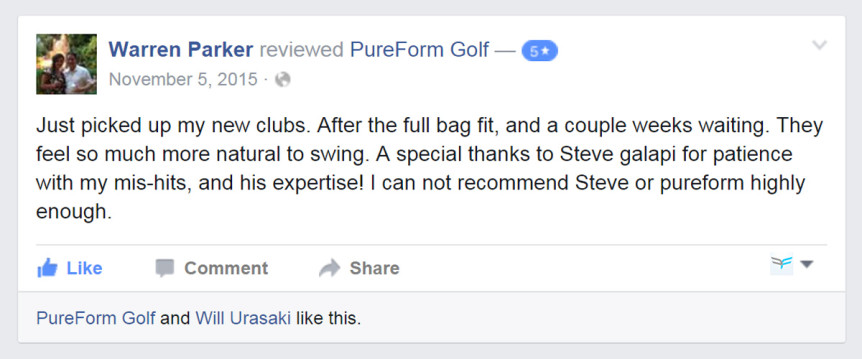 Warren Parker reviewed PureForm Golf — 5★
November 5, 2015 ·
Just picked up my new clubs. After the full bag fit, and a couple weeks waiting. They
feel so much more natural to swing. A special thanks to Steve galapi for patience
with my mis-hits, and his expertise! I can not recommend Steve or pureform highly
enough.
Like Comment Share
PureForm Golf and Will Urasaki like this.